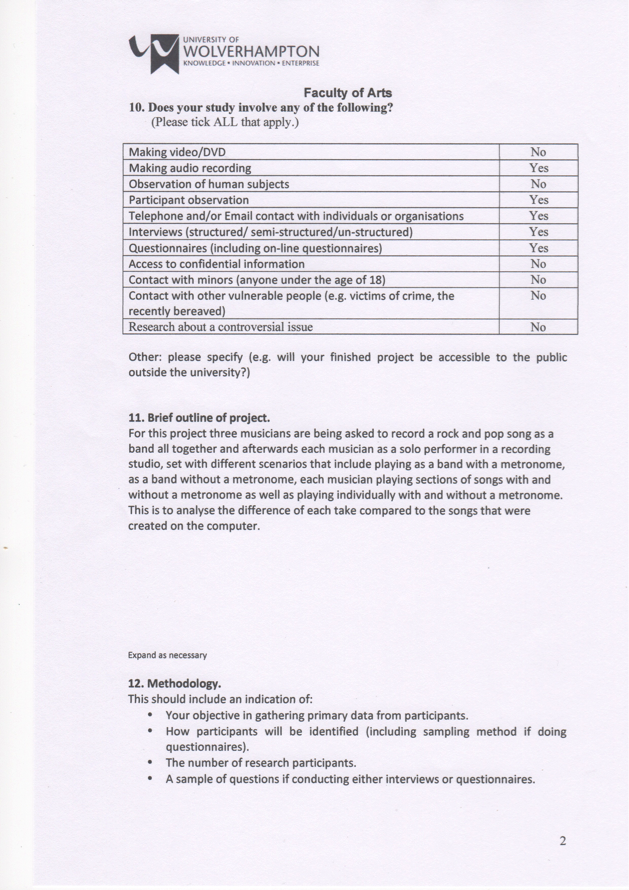 UNIVERSITY OF
WOLVERHAMPTON
KNOWLEDGE • INNOVATION • ENTERPRISE
Faculty of Arts
10. Does your study involve any of the following?
(Please tick ALL that apply.)
Making video/DVD No
Making audio recording Yes
Observation of human subjects No
Participant observation Yes
Telephone and/or Email contact with individuals or organisations Yes
Interviews (structured/ semi-structured/un-structured) Yes
Questionnaires (including on-line questionnaires) Yes
Access to confidential information No
Contact with minors (anyone under the age of 18) No
Contact with other vulnerable people (e.g. victims of crime, the No
recently bereaved)
Research about a controversial issue No
Other: please specify (e.g. will your finished project be accessible to the public
outside the university?)
11. Brief outline of project.
For this project three musicians are being asked to record a rock and pop song as a
band all together and afterwards each musician as a solo performer in a recording
studio, set with different scenarios that include playing as a band with a metronome,
as a band without a metronome, each musician playing sections of songs with and
without a metronome as well as playing individually with and without a metronome.
This is to analyse the difference of each take compared to the songs that were
created on the computer.
Expand as necessary
12. Methodology.
This should include an indication of:
• Your objective in gathering primary data from participants.
• How participants will be identified (including sampling method if doing
questionnaires).
• The number of research participants.
• A sample of questions if conducting either interviews or questionnaires.
2